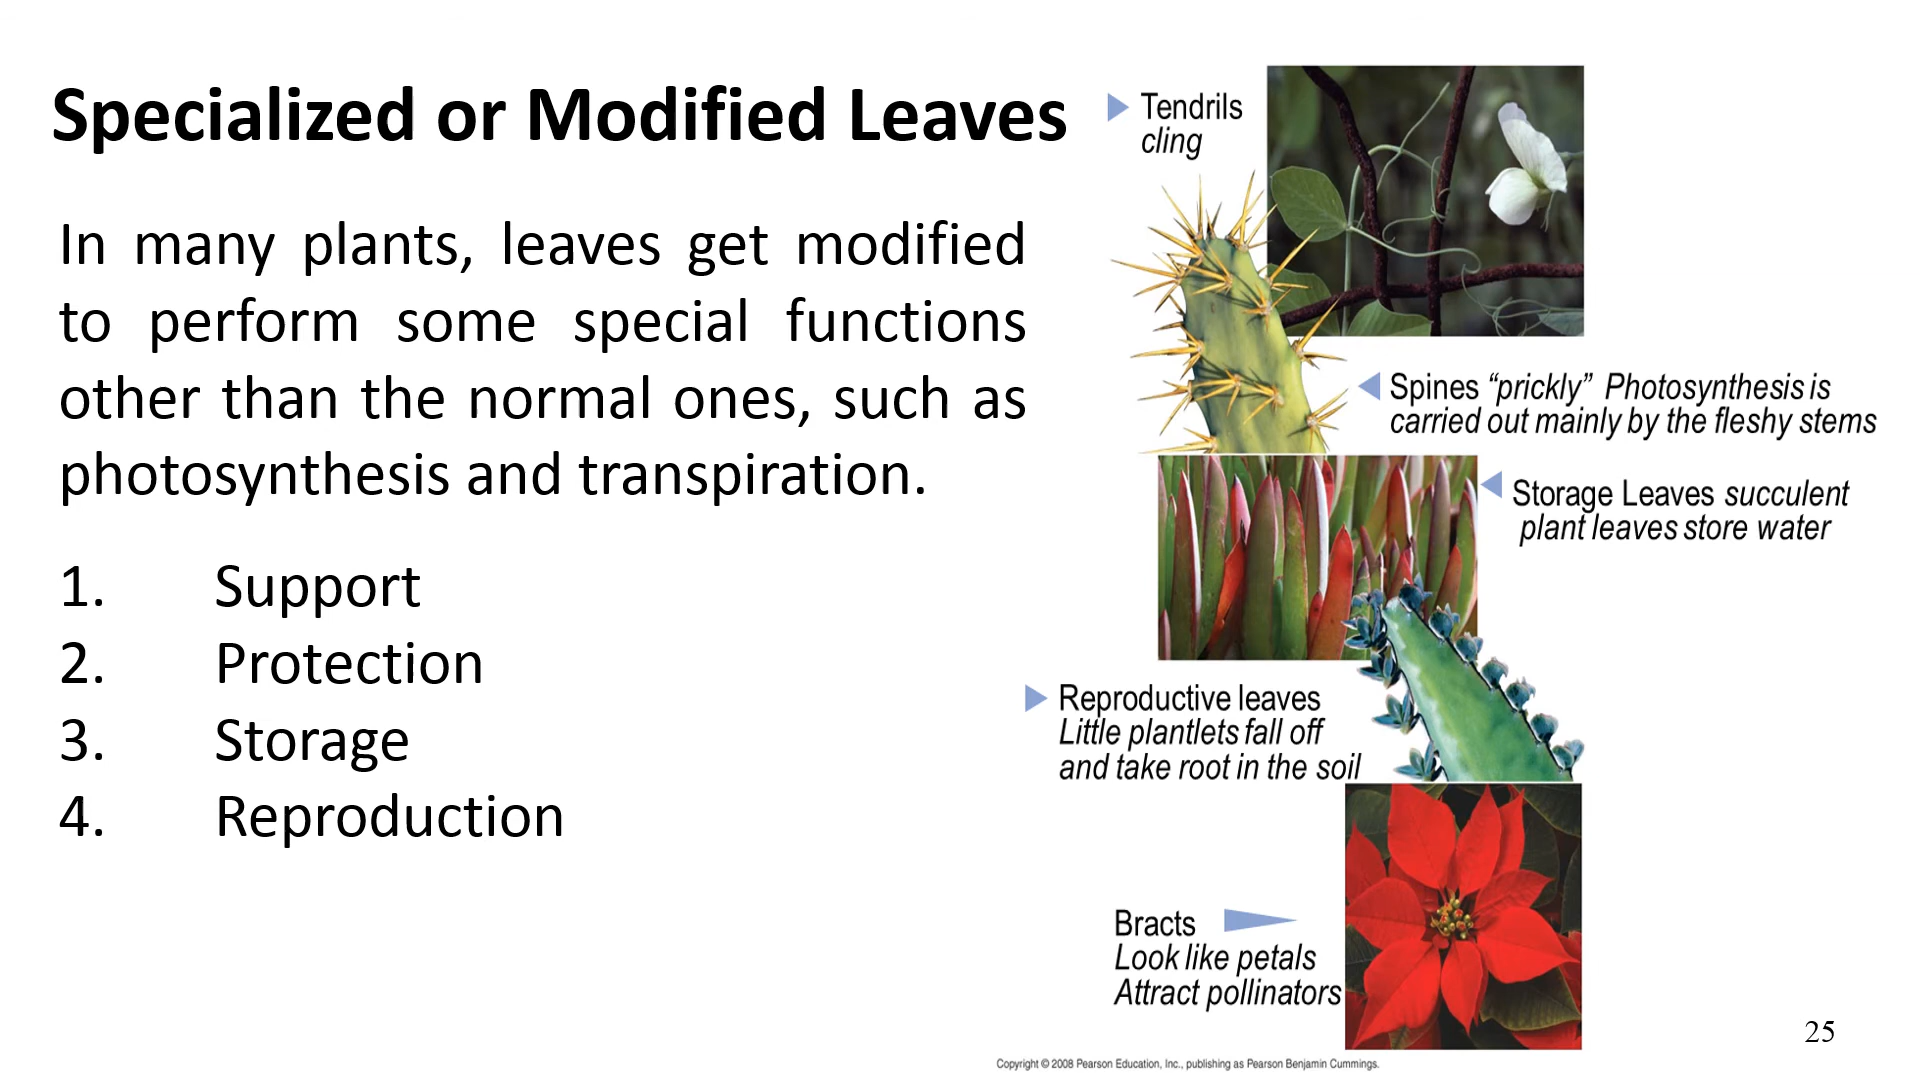 Specialized or Modified Leaves
In many plants, leaves get modified
to perform some special functions
other than the normal ones, such as
photosynthesis and transpiration.
1. Support
2. Protection
3. Storage
4. Reproduction
Tendrils
cling
Spines “prickly” Photosynthesis is
carried out mainly by the fleshy stems
Storage Leaves succulent
plant leaves store water
Reproductive leaves
Little plantlets fall off
and take root in the soil
Bracts
Look like petals
Attract pollinators
25
Copyright © 2008 Pearson Education, Inc., publishing as Pearson Benjamin Cummings.